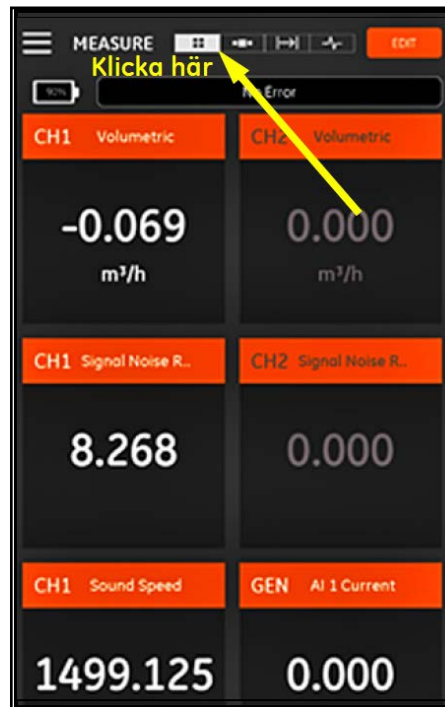 MEASURE EDIT
Klicka här
90% No Error
CH1 Volumetric CH2 Volumetric
-0.069 0.000
m³/h m³/h
CH1 Signal Noise R... CH2 Signal Noise R...
8.268 0.000
CH1 Sound Speed GEN AI 1 Current
1499.125 0.000